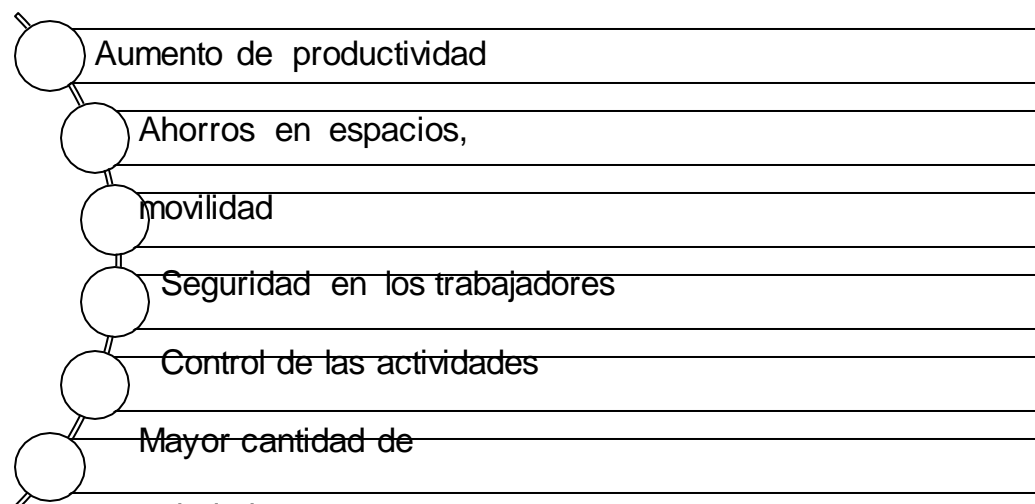 Aumento de productividad
Ahorros en espacios,
movilidad
Seguridad en los trabajadores
Control de las actividades
Mayor cantidad de